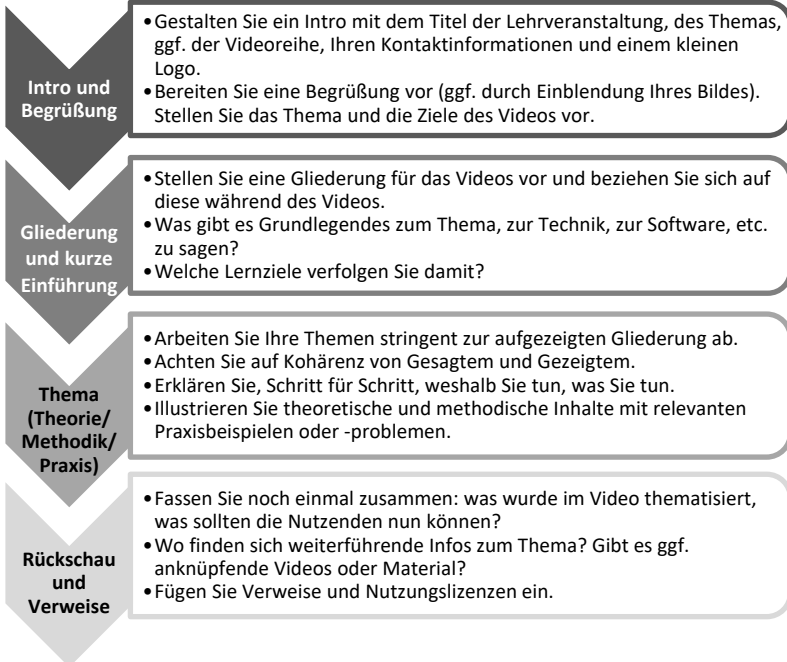 Intro und
Begrüßung
•Gestalten Sie ein Intro mit dem Titel der Lehrveranstaltung, des Themas,
ggf. der Videoreihe, Ihren Kontaktinformationen und einem kleinen
Logo.
•Bereiten Sie eine Begrüßung vor (ggf. durch Einblendung Ihres Bildes).
Stellen Sie das Thema und die Ziele des Videos vor.
Gliederung
und kurze
Einführung
•Stellen Sie eine Gliederung für das Videos vor und beziehen Sie sich auf
diese während des Videos.
•Was gibt es Grundlegendes zum Thema, zur Technik, zur Software, etc.
zu sagen?
•Welche Lernziele verfolgen Sie damit?
Thema
(Theorie/
Methodik/
Praxis)
•Arbeiten Sie Ihre Themen stringent zur aufgezeigten Gliederung ab.
•Achten Sie auf Kohärenz von Gesagtem und Gezeigtem.
•Erklären Sie, Schritt für Schritt, weshalb Sie tun, was Sie tun.
•Illustrieren Sie theoretische und methodische Inhalte mit relevanten
Praxisbeispielen oder -problemen.
Rückschau
und
Verweise
•Fassen Sie noch einmal zusammen: was wurde im Video thematisiert,
was sollten die Nutzenden nun können?
•Wo finden sich weiterführende Infos zum Thema? Gibt es ggf.
anknüpfende Videos oder Material?
•Fügen Sie Verweise und Nutzungslizenzen ein.